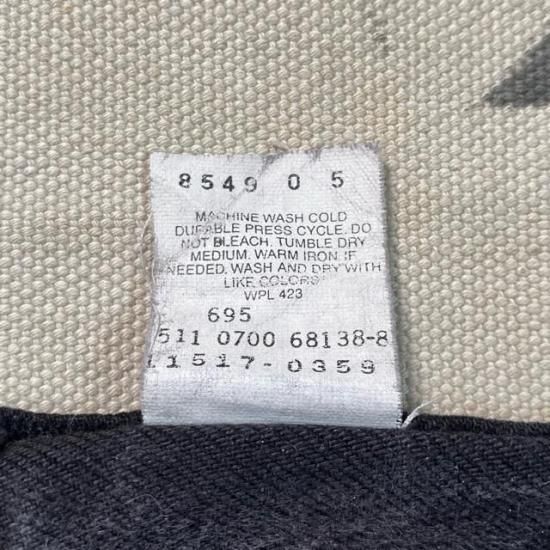 8549 0 5
MACHINE WASH COLD
DURABLE PRESS CYCLE. DO
NOT BLEACH. TUMBLE DRY
MEDIUM. WARM IRON IF
NEEDED. WASH AND DRY WITH
LIKE COLORS
WPL 423
695
511 0700 68138-8
11517-0359